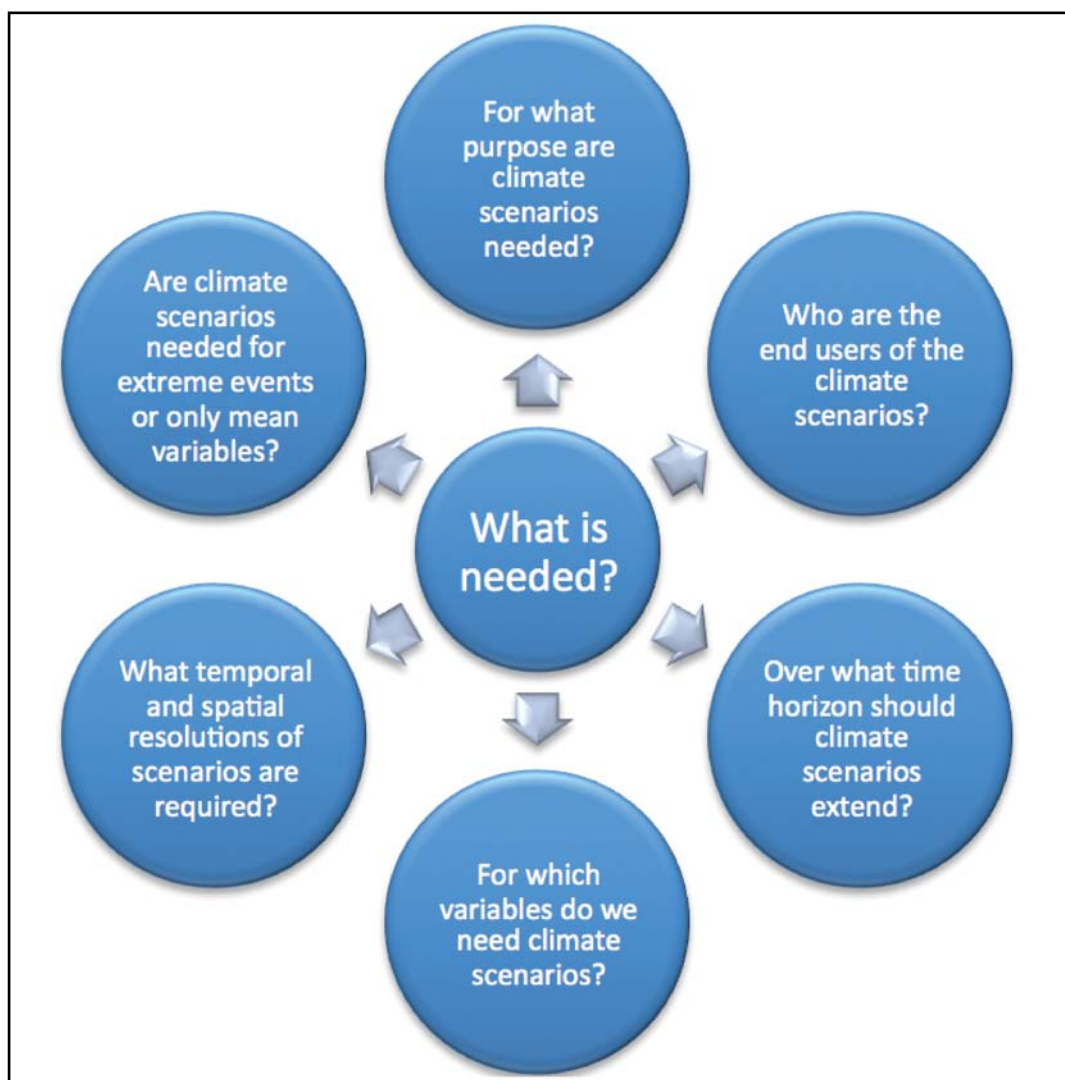 For what
purpose are
climate
scenarios
needed?
Who are the
end users of the
climate
scenarios?
Over what time
horizon should
climate
scenarios
extend?
For which
variables do we
need climate
scenarios?
What temporal
and spatial
resolutions of
scenarios are
required?
Are climate
scenarios
needed for
extreme events
or only mean
variables?
What is
needed?